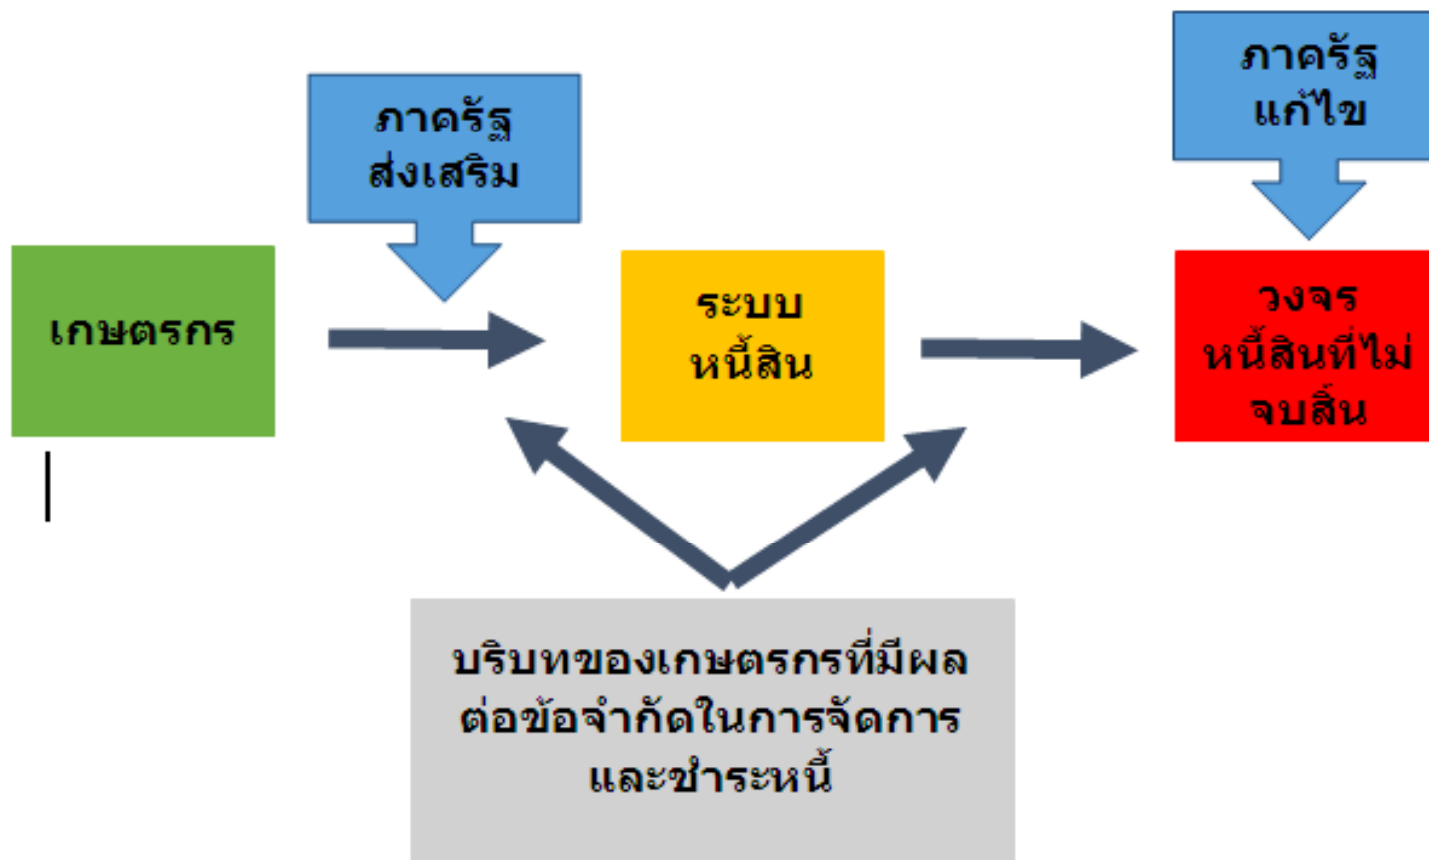 ภาครัฐ
แก้ไข
ภาครัฐ
ส่งเสริม
เกษตรกร
ระบบ
หนี้สิน
วงจร
หนี้สินที่ไม่
จบสิ้น
บริบทของเกษตรกรที่มีผล
ต่อข้อจำกัดในการจัดการ
และชำระหนี้